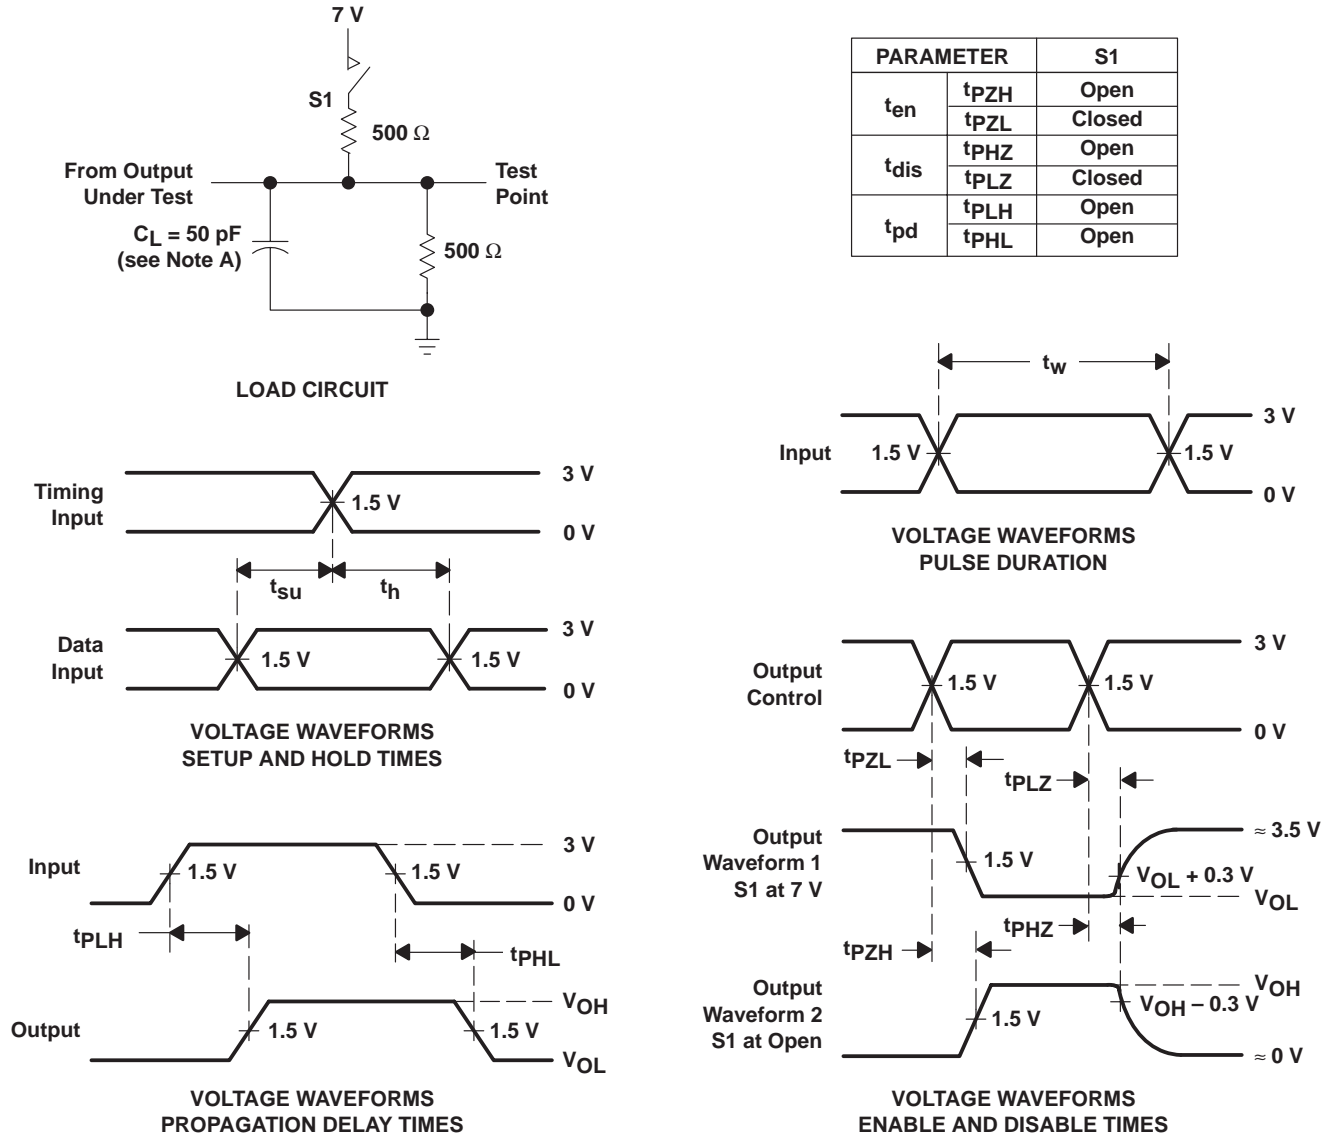 7 V
S1
500 Ω
From Output
Under Test
Test
Point
CL = 50 pF
(see Note A)
500 Ω
LOAD CIRCUIT
PARAMETER S1
ten tPZH Open
tPZL Closed
tdis tPHZ Open
tPLZ Closed
tpd tPLH Open
tPHL Open
tw
Input 1.5 V 1.5 V 3 V
0 V
VOLTAGE WAVEFORMS
PULSE DURATION
Timing
Input
1.5 V
3 V
0 V
tsu th
Data
Input
1.5 V 1.5 V
3 V
0 V
VOLTAGE WAVEFORMS
SETUP AND HOLD TIMES
Input 1.5 V 1.5 V
3 V
0 V
tPLH tPHL
Output 1.5 V 1.5 V
VOH
VOL
VOLTAGE WAVEFORMS
PROPAGATION DELAY TIMES
Output
Control
1.5 V 1.5 V
3 V
0 V
tPZL
tPLZ
Output
Waveform 1
S1 at 7 V
1.5 V
≈ 3.5 V
VOL + 0.3 V
VOL
tPHZ
tPZH
Output
Waveform 2
S1 at Open
1.5 V
VOH
VOH – 0.3 V
≈ 0 V
VOLTAGE WAVEFORMS
ENABLE AND DISABLE TIMES